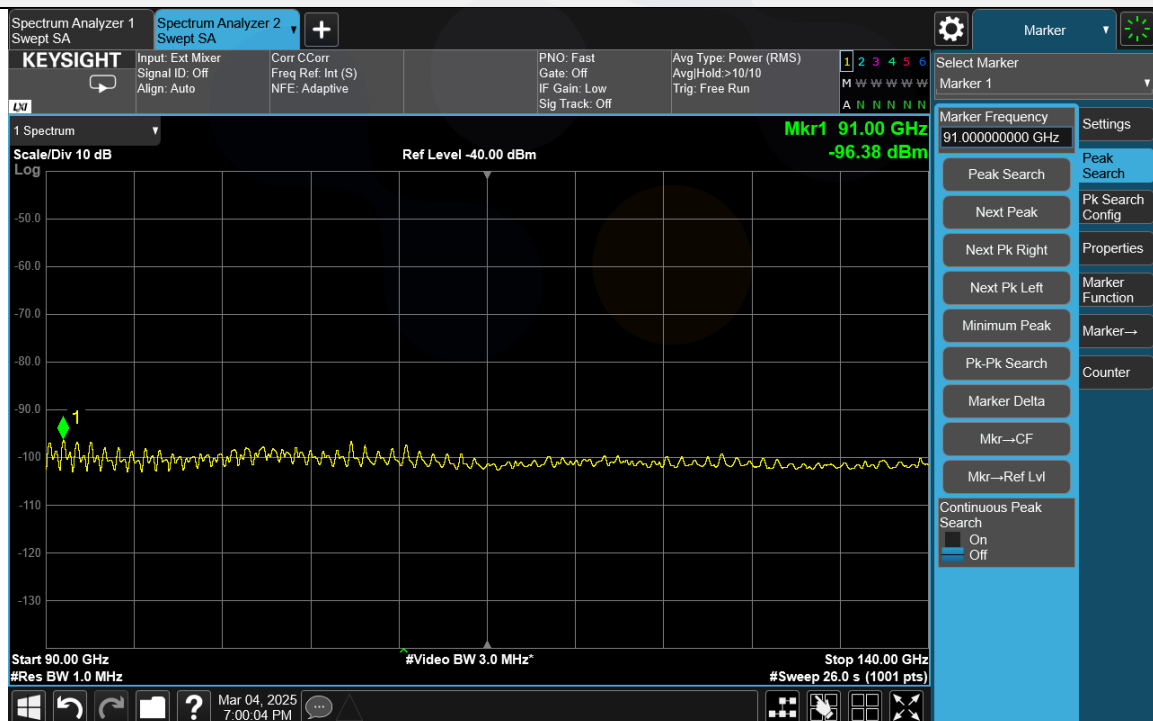 Spectrum Analyzer 1
Swept SA
Spectrum Analyzer 2
Swept SA
+
Marker
KEYSIGHT
LXI
Input: Ext Mixer
Signal ID: Off
Align: Auto
Corr CCorr
Freq Ref: Int (S)
NFE: Adaptive
PNO: Fast
Gate: Off
IF Gain: Low
Sig Track: Off
Avg Type: Power (RMS)
Avg|Hold:>10/10
Trig: Free Run
1 2 3 4 5 6
M W W W W W
A N N N N N
Select Marker
Marker 1
1 Spectrum
Scale/Div 10 dB
Log
Ref Level -40.00 dBm
Mkr1 91.00 GHz
-96.38 dBm
-50.0
-60.0
-70.0
-80.0
-90.0
-100
-110
-120
-130
1
Start 90.00 GHz
#Res BW 1.0 MHz
#Video BW 3.0 MHz*
Stop 140.00 GHz
#Sweep 26.0 s (1001 pts)
Marker Frequency
91.000000000 GHz
Peak Search
Next Peak
Next Pk Right
Next Pk Left
Minimum Peak
Pk-Pk Search
Marker Delta
Mkr→CF
Mkr→Ref Lvl
Continuous Peak
Search
On
Off
Settings
Peak
Search
Pk Search
Config
Properties
Marker
Function
Marker→
Counter
?
Mar 04, 2025
7:00:04 PM